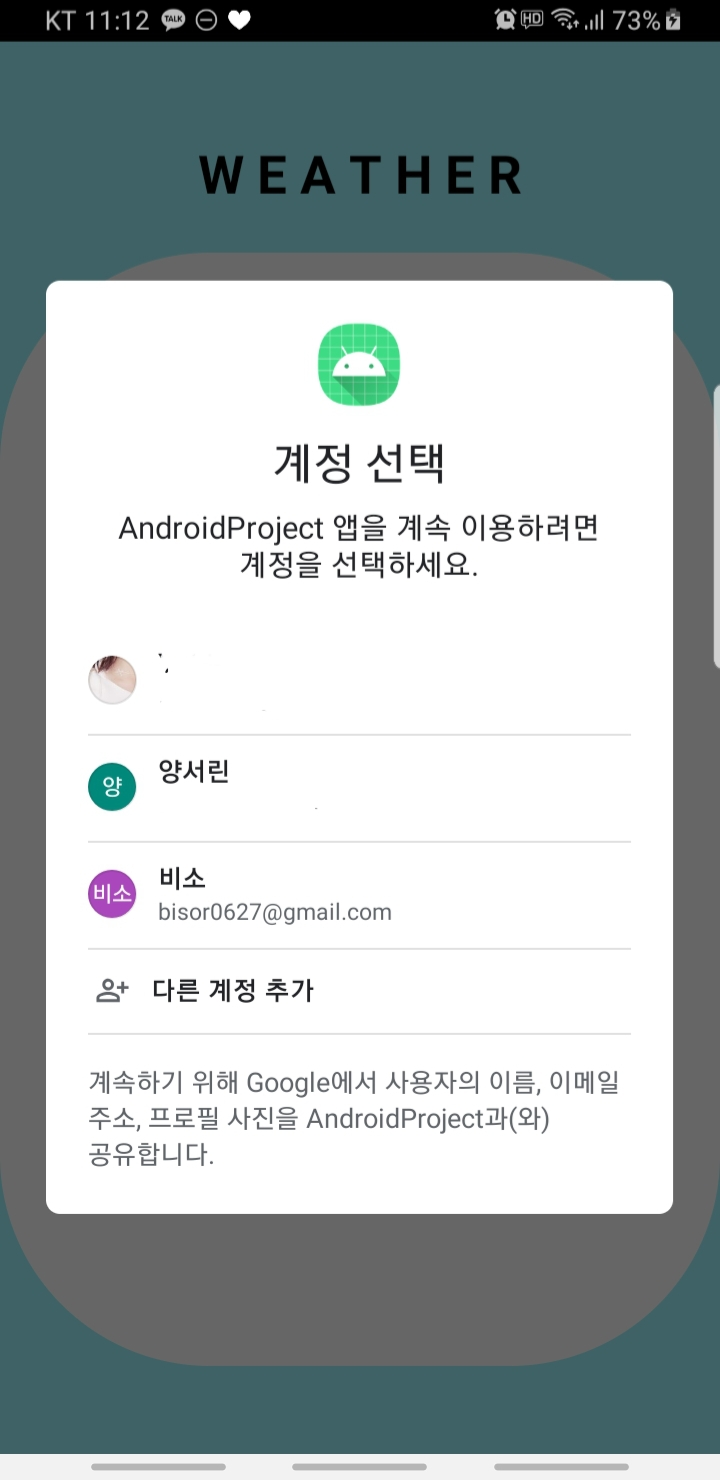 KT 11:12 TALK HD 73%
WEATHER
계정 선택
AndroidProject 앱을 계속 이용하려면
계정을 선택하세요.
양 양서린
비소 비소
bisor0627@gmail.com
다른 계정 추가
계속하기 위해 Google에서 사용자의 이름, 이메일
주소, 프로필 사진을 AndroidProject과(와)
공유합니다.